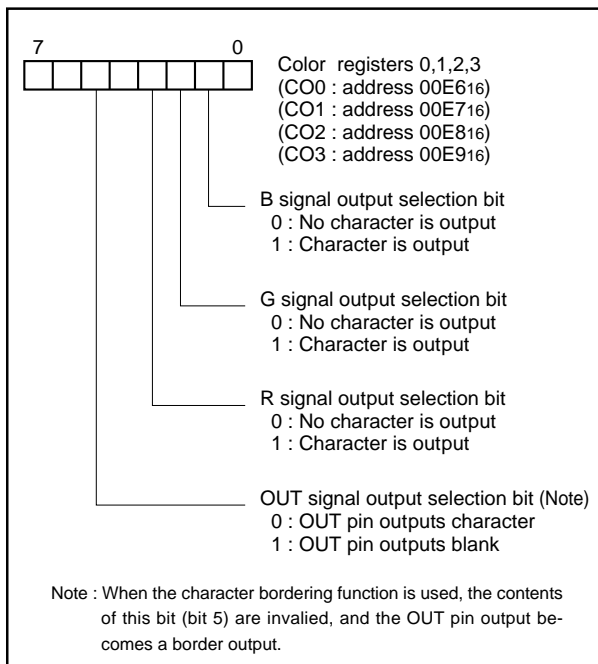 7 0
Color registers 0,1,2,3
(CO0 : address 00E616)
(CO1 : address 00E716)
(CO2 : address 00E816)
(CO3 : address 00E916)
B signal output selection bit
0 : No character is output
1 : Character is output
G signal output selection bit
0 : No character is output
1 : Character is output
R signal output selection bit
0 : No character is output
1 : Character is output
OUT signal output selection bit (Note)
0 : OUT pin outputs character
1 : OUT pin outputs blank
Note : When the character bordering function is used, the contents
of this bit (bit 5) are invalied, and the OUT pin output be-
comes a border output.